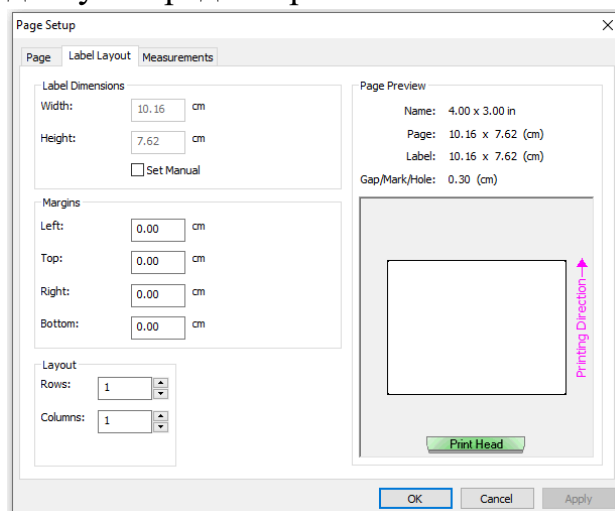 Page Setup
Page Label Layout Measurements
Label Dimensions
Width: 10.16 cm
Height: 7.62 cm
Set Manual
Margins
Left: 0.00 cm
Top: 0.00 cm
Right: 0.00 cm
Bottom: 0.00 cm
Layout
Rows: 1
Columns: 1
Page Preview
Name: 4.00 x 3.00 in
Page: 10.16 x 7.62 (cm)
Label: 10.16 x 7.62 (cm)
Gap/Mark/Hole: 0.30 (cm)
Printing Direction
Print Head
OK Cancel Apply